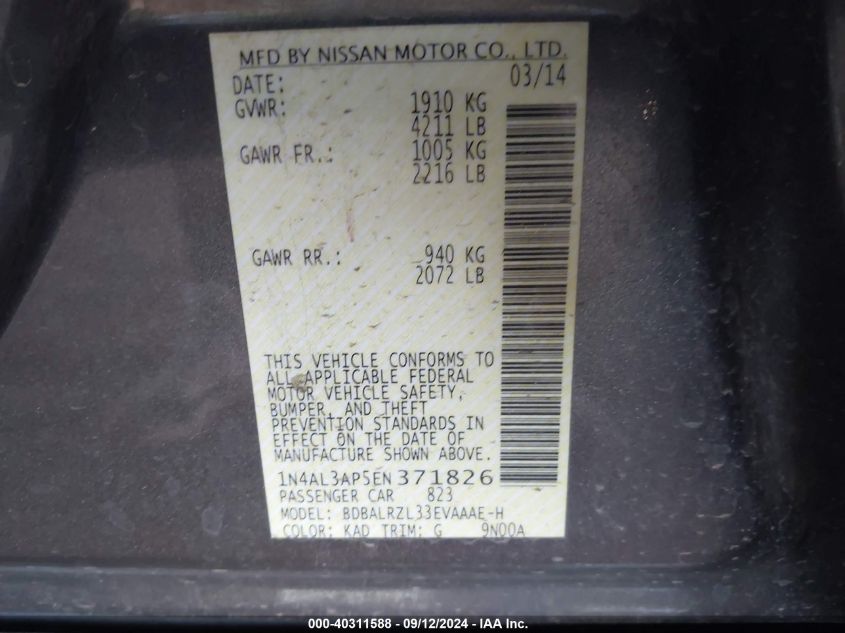 MFD BY NISSAN MOTOR CO., LTD.
DATE: 03/14
GVWR: 1910 KG
4211 LB
GAWR FR.: 1005 KG
2216 LB
GAWR RR.: 940 KG
2072 LB
THIS VEHICLE CONFORMS TO
ALL APPLICABLE FEDERAL
MOTOR VEHICLE SAFETY,
BUMPER, AND THEFT
PREVENTION STANDARDS IN
EFFECT ON THE DATE OF
MANUFACTURE SHOWN ABOVE.
1N4AL3AP5EN371826
PASSENGER CAR 823
MODEL: BDBALRZL33EVAAAE-H
COLOR: KAD TRIM: G 9N00A
000-40311588 - 09/12/2024 - IAA Inc.